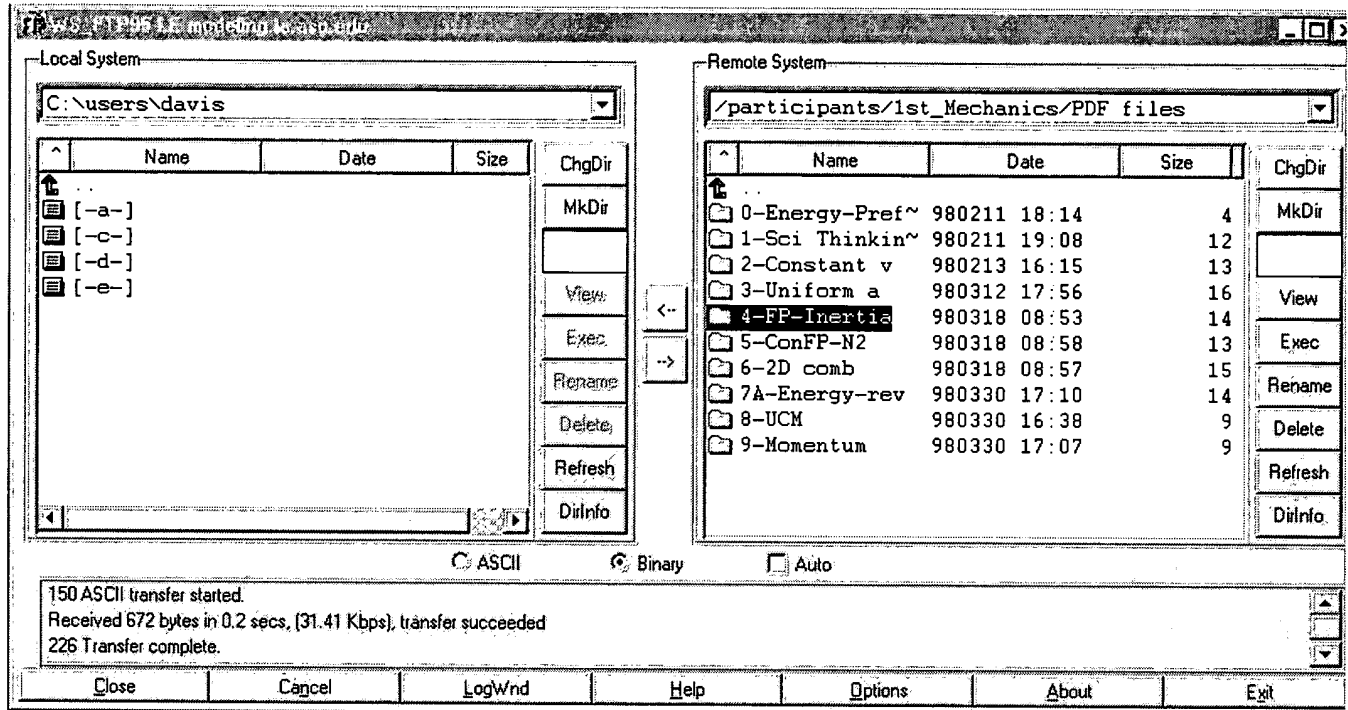 WS_FTP95 LE modeling.la.asu.edu
Local System
C:\users\davis
^ Name Date Size
..
[-a-]
[-c-]
[-d-]
[-e-]
ChgDir
MkDir
View
Exec
Rename
Delete
Refresh
DirInfo
<--
-->
Remote System
/participants/1st_Mechanics/PDF files
^ Name Date Size
..
0-Energy-Pref~ 980211 18:14 4
1-Sci Thinkin~ 980211 19:08 12
2-Constant v 980213 16:15 13
3-Uniform a 980312 17:56 16
4-FP-Inertia 980318 08:53 14
5-ConFP-N2 980318 08:58 13
6-2D comb 980318 08:57 15
7A-Energy-rev 980330 17:10 14
8-UCM 980330 16:38 9
9-Momentum 980330 17:07 9
ChgDir
MkDir
View
Exec
Rename
Delete
Refresh
DirInfo
ASCII Binary Auto
150 ASCII transfer started.
Received 672 bytes in 0.2 secs, (31.41 Kbps), transfer succeeded
226 Transfer complete.
Close Cancel LogWnd Help Options About Exit